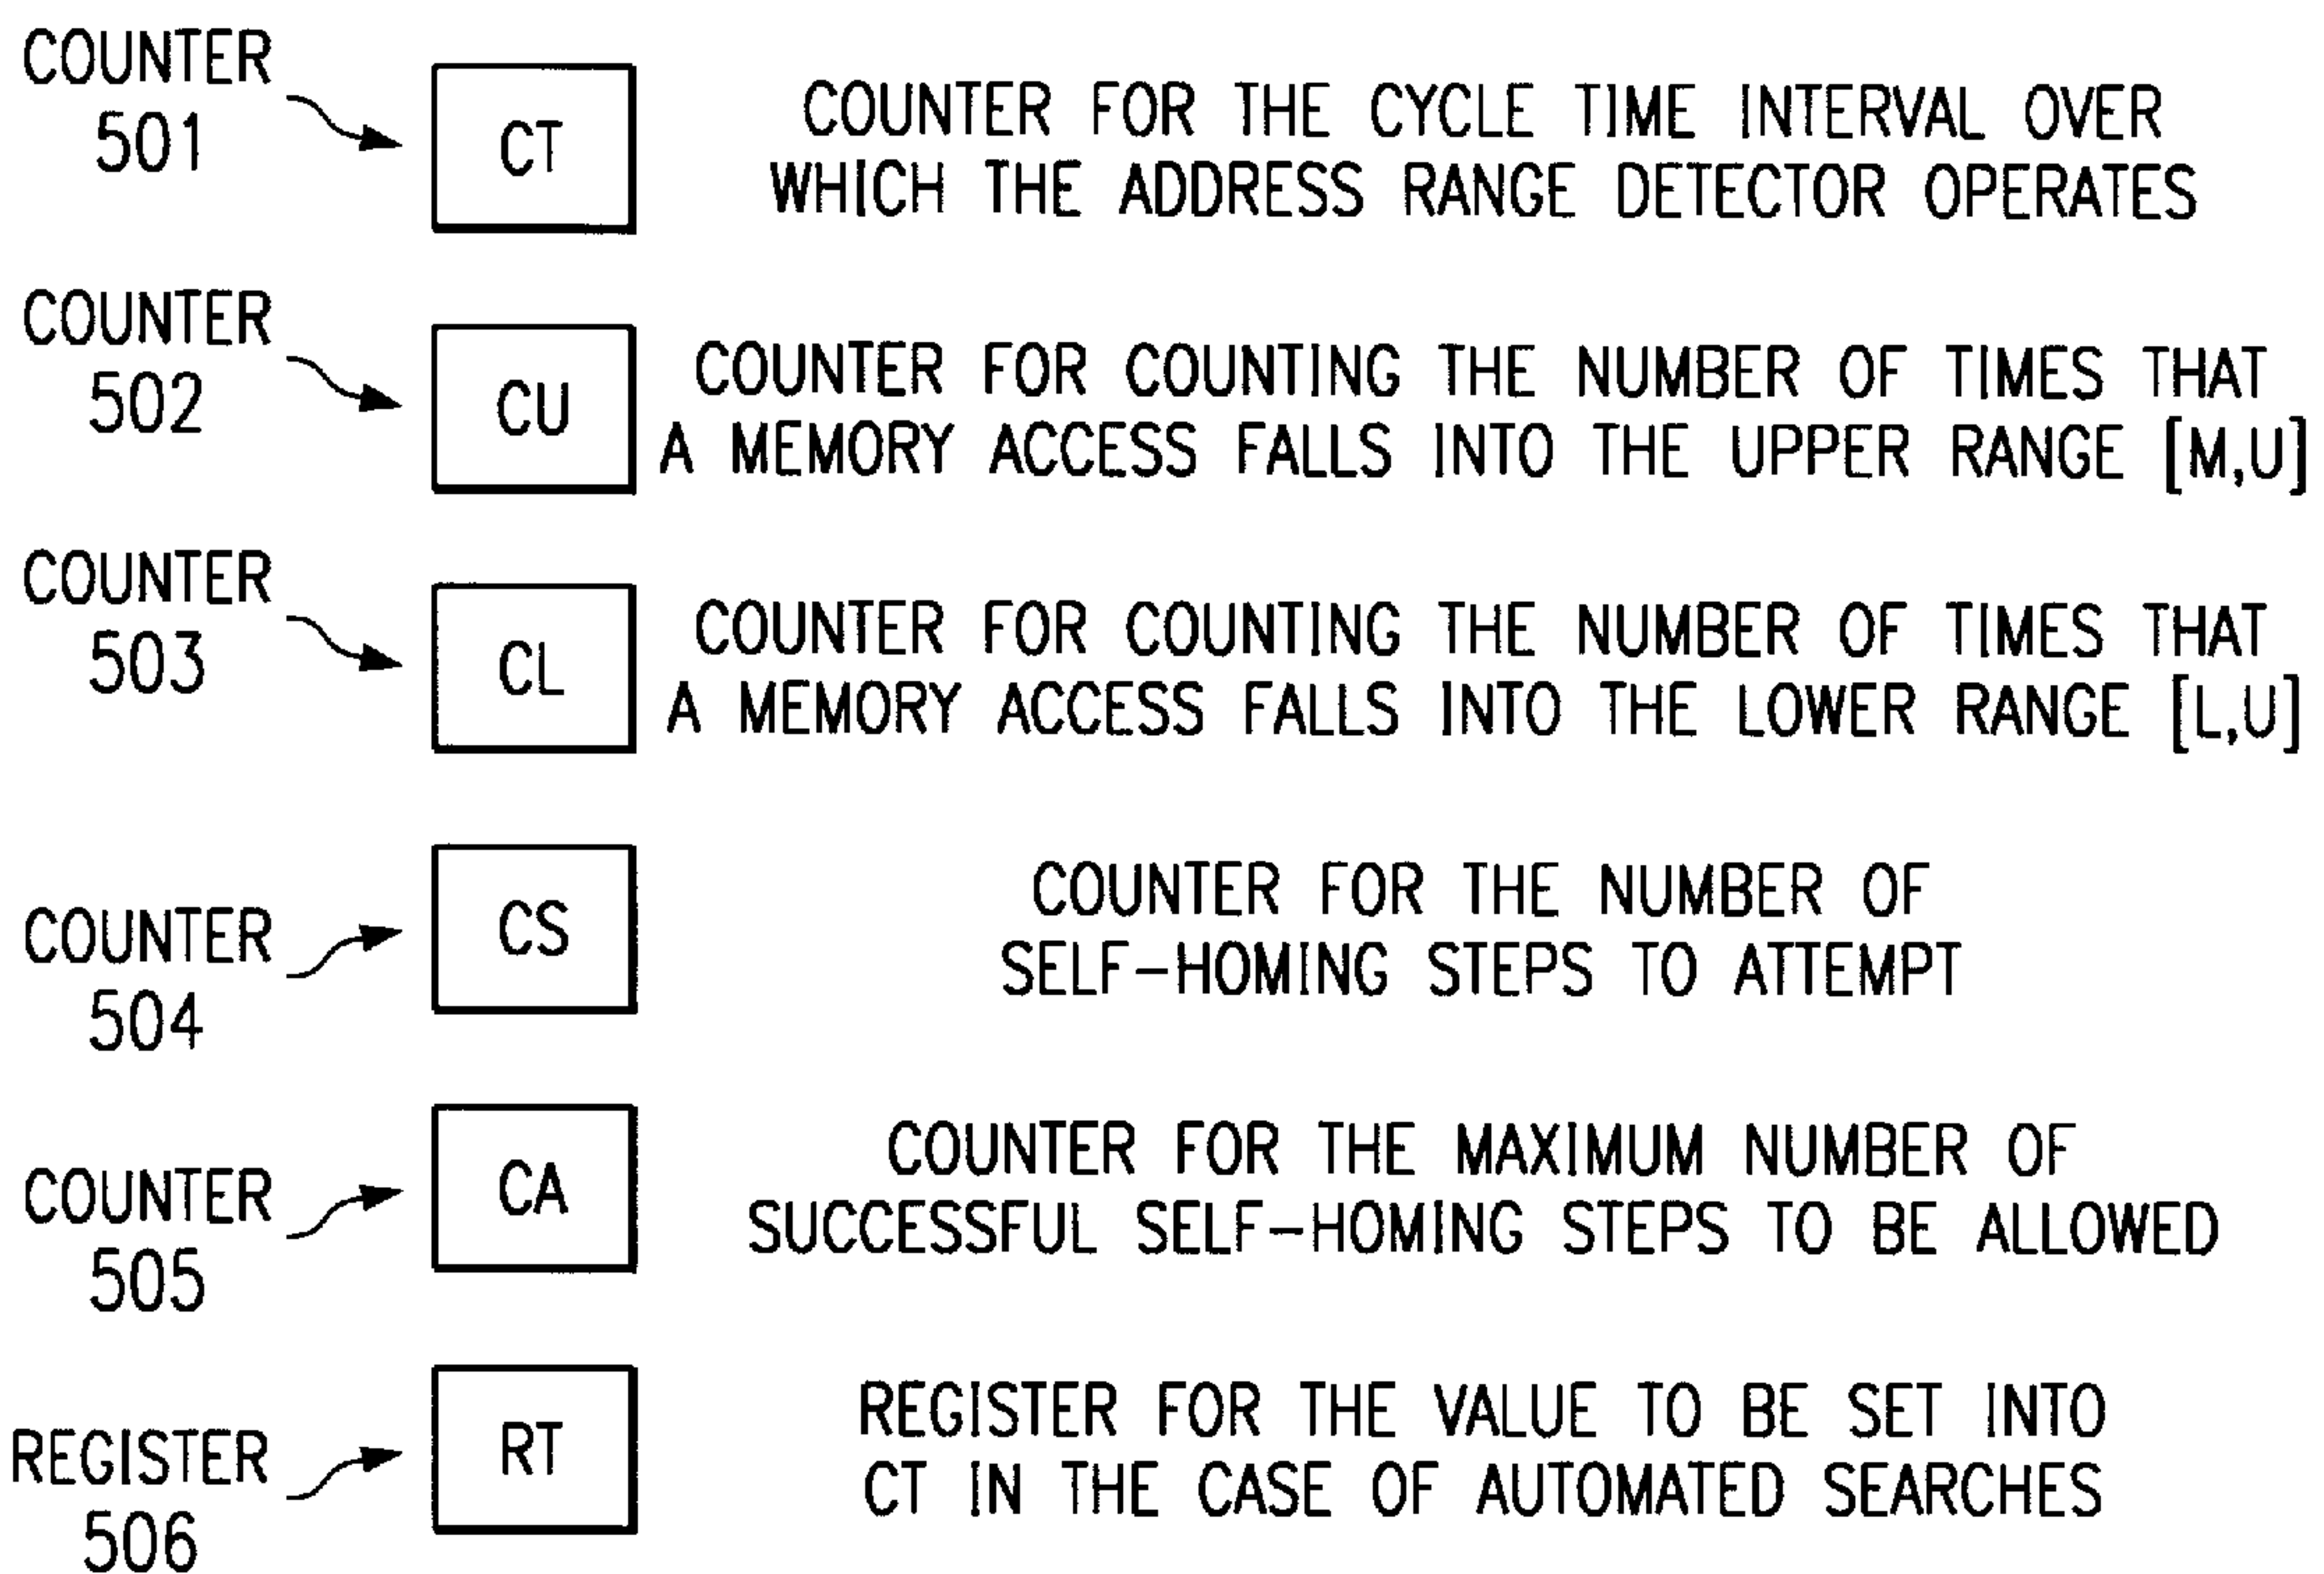 COUNTER
501
CT
COUNTER FOR THE CYCLE TIME INTERVAL OVER
WHICH THE ADDRESS RANGE DETECTOR OPERATES
COUNTER
502
CU
COUNTER FOR COUNTING THE NUMBER OF TIMES THAT
A MEMORY ACCESS FALLS INTO THE UPPER RANGE [M,U]
COUNTER
503
CL
COUNTER FOR COUNTING THE NUMBER OF TIMES THAT
A MEMORY ACCESS FALLS INTO THE LOWER RANGE [L,U]
COUNTER
504
CS
COUNTER FOR THE NUMBER OF
SELF-HOMING STEPS TO ATTEMPT
COUNTER
505
CA
COUNTER FOR THE MAXIMUM NUMBER OF
SUCCESSFUL SELF-HOMING STEPS TO BE ALLOWED
REGISTER
506
RT
REGISTER FOR THE VALUE TO BE SET INTO
CT IN THE CASE OF AUTOMATED SEARCHES